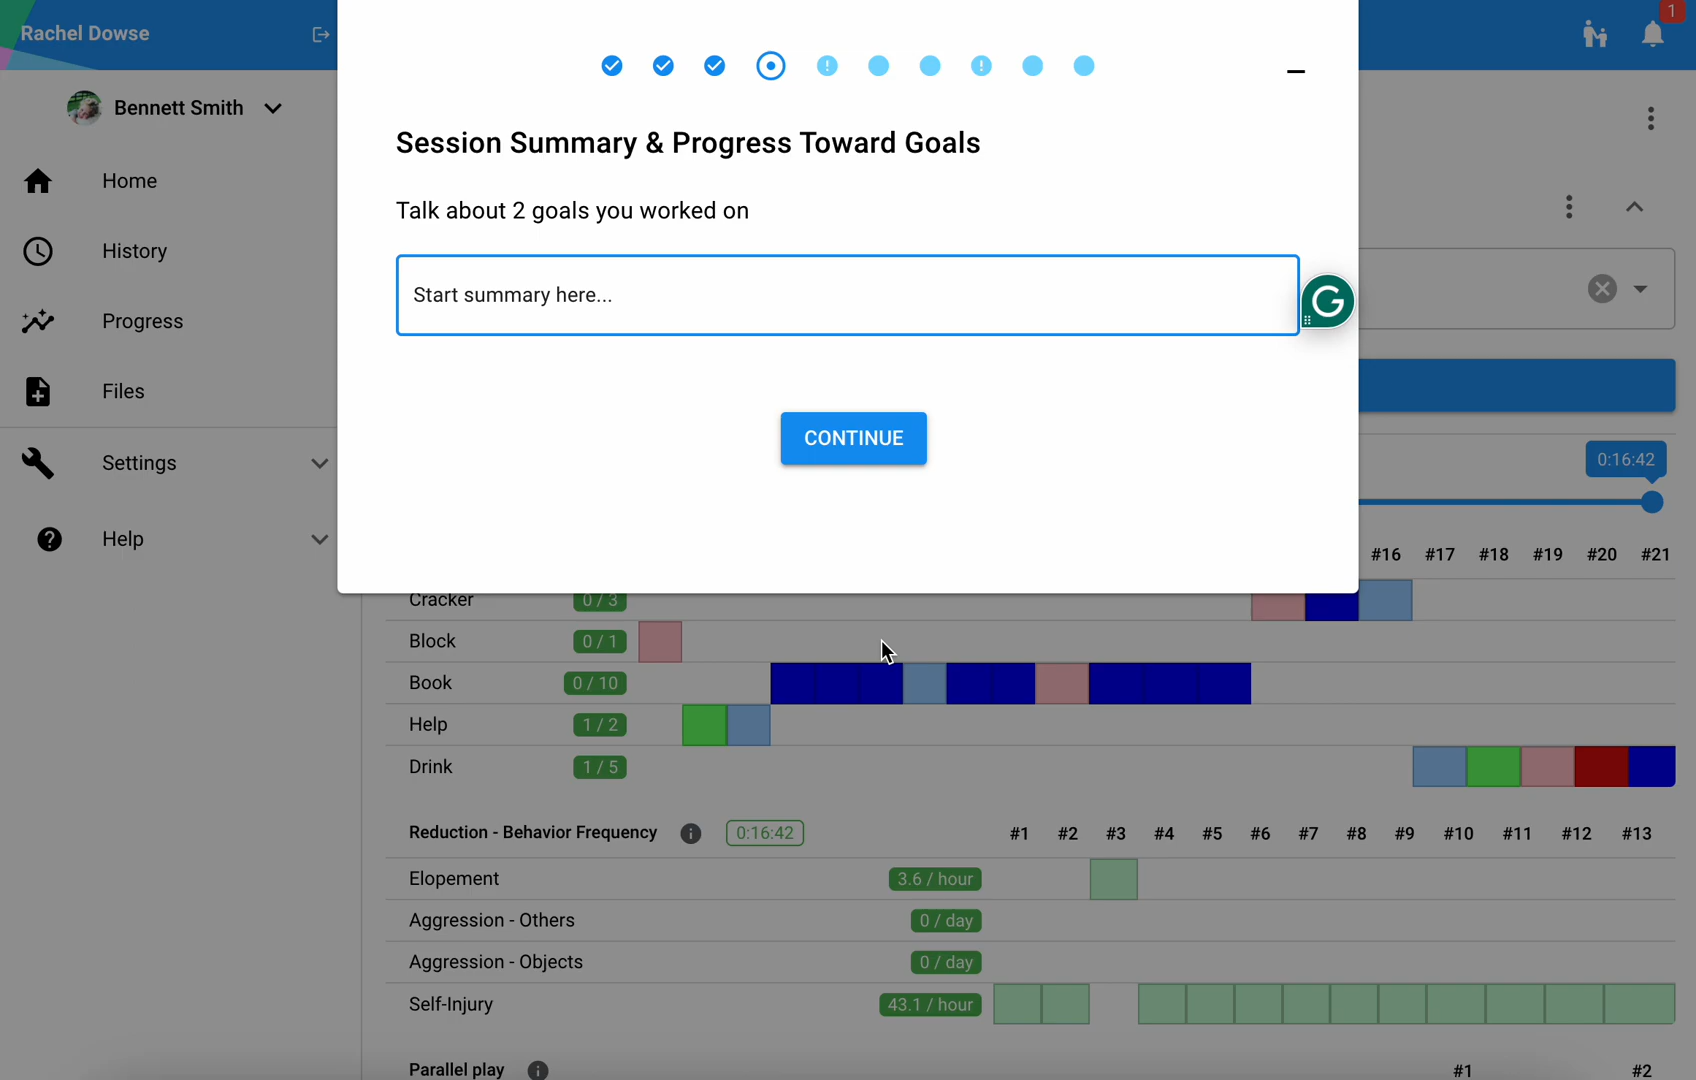 Rachel Dowse
1
Bennett Smith
Home
History
Progress
Files
Settings
Help
Session Summary & Progress Toward Goals
Talk about 2 goals you worked on
Start summary here...
G
CONTINUE
0:16:42
#16 #17 #18 #19 #20 #21
Cracker 0 / 3
Block 0 / 1
Book 0 / 10
Help 1 / 2
Drink 1 / 5
Reduction - Behavior Frequency 0:16:42 #1 #2 #3 #4 #5 #6 #7 #8 #9 #10 #11 #12 #13
Elopement 3.6 / hour
Aggression - Others 0 / day
Aggression - Objects 0 / day
Self-Injury 43.1 / hour
Parallel play #1 #2